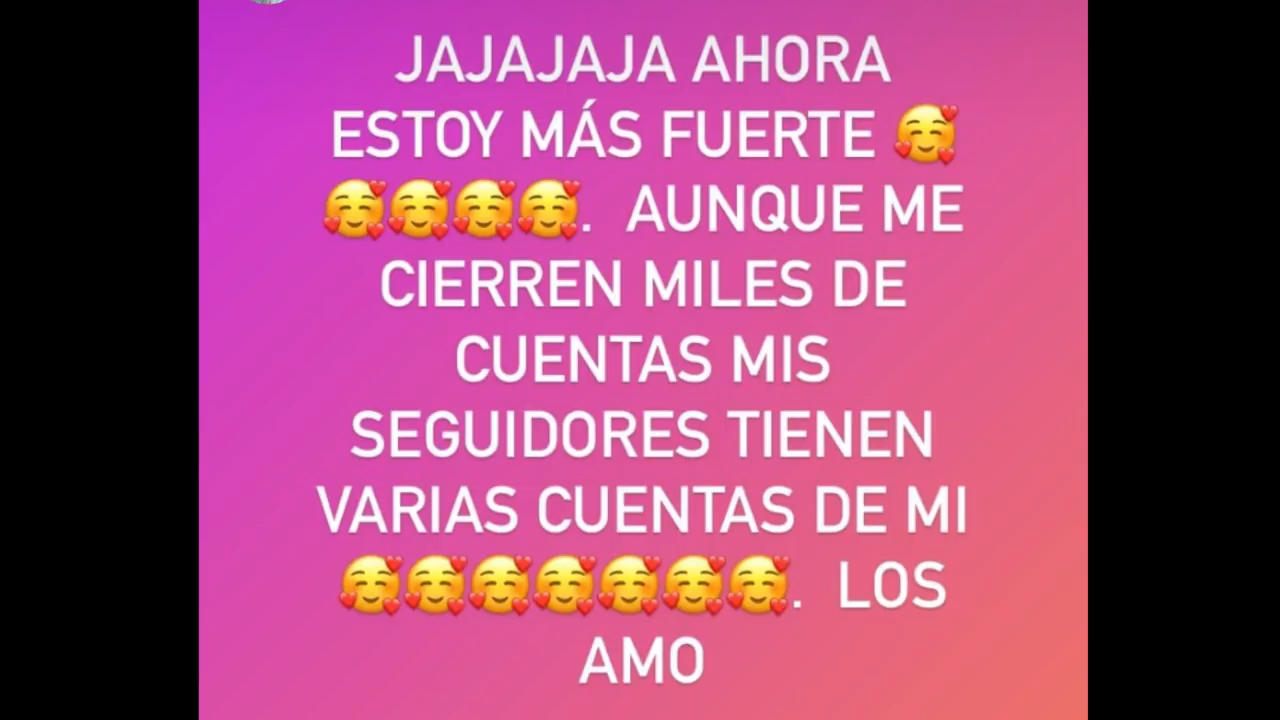 JAJAJAJA AHORA
ESTOY MÁS FUERTE 🥰
🥰🥰🥰🥰. AUNQUE ME
CIERREN MILES DE
CUENTAS MIS
SEGUIDORES TIENEN
VARIAS CUENTAS DE MI
🥰🥰🥰🥰🥰🥰🥰. LOS
AMO